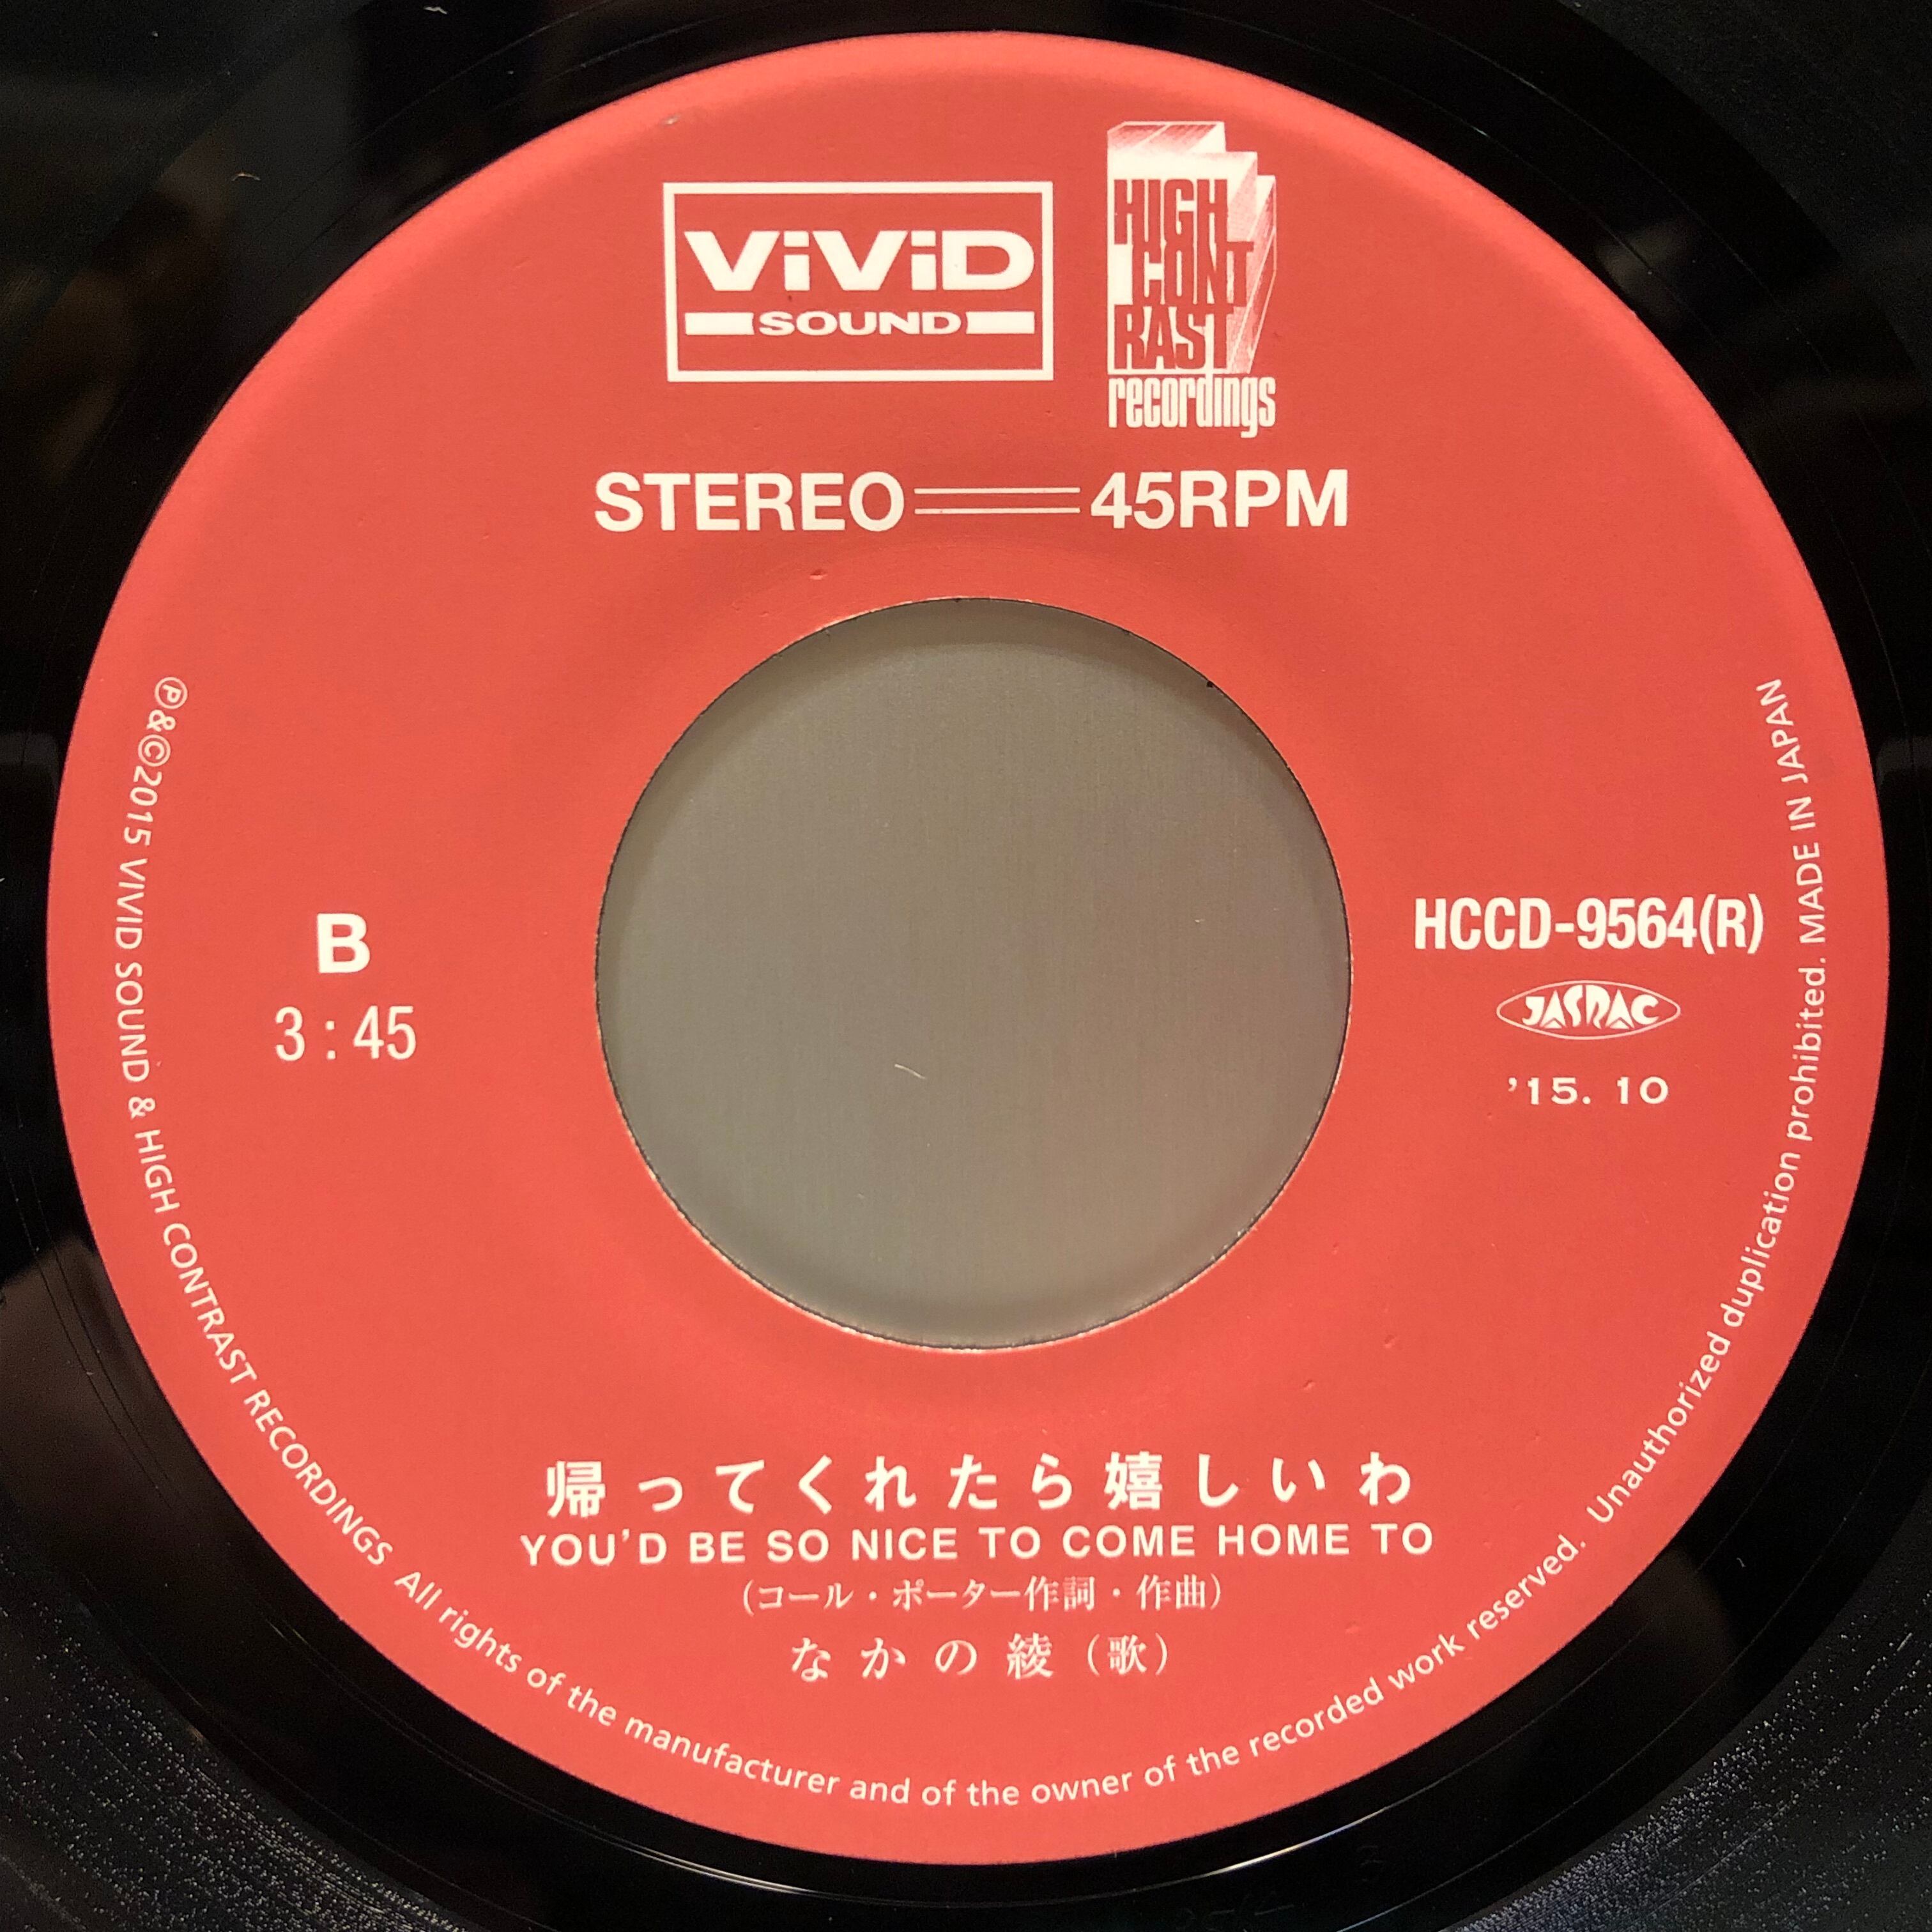 ViViD
SOUND
HIGH
CONT
RAST
recordings
STEREO 45RPM
B
3:45
HCCD-9564(R)
JASRAC
’15. 10
帰ってくれたら嬉しいわ
YOU’D BE SO NICE TO COME HOME TO
(コール・ポーター作詞・作曲)
なかの綾(歌)
Ⓟ&©2015 VIVID SOUND & HIGH CONTRAST RECORDINGS All rights of the manufacturer and of the owner of the recorded work reserved. Unauthorized duplication prohibited. MADE IN JAPAN